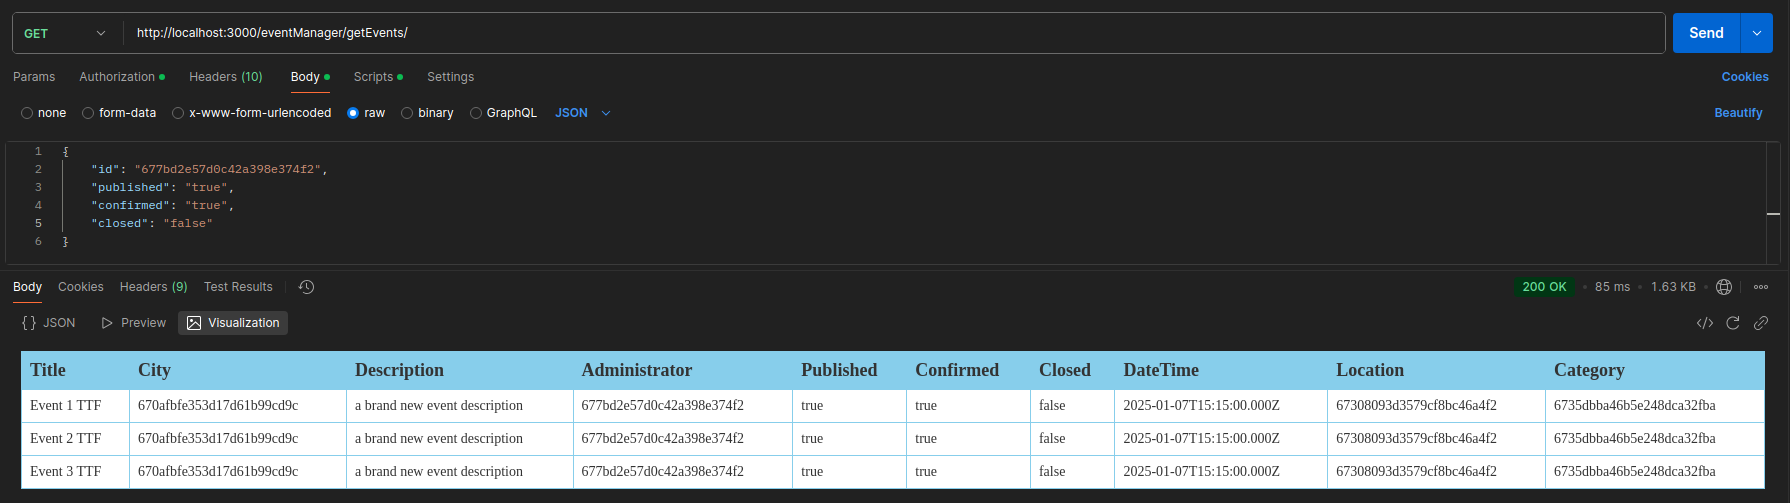 GET http://localhost:3000/eventManager/getEvents/ Send
Params Authorization Headers (10) Body Scripts Settings Cookies
none form-data x-www-form-urlencoded raw binary GraphQL JSON Beautify
1 {
2 "id": "677bd2e57d0c42a398e374f2",
3 "published": "true",
4 "confirmed": "true",
5 "closed": "false"
6 }
Body Cookies Headers (9) Test Results 200 OK • 85 ms • 1.63 KB •
{} JSON Preview Visualization
Title City Description Administrator Published Confirmed Closed DateTime Location Category
Event 1 TTF 670afbfe353d17d61b99cd9c a brand new event description 677bd2e57d0c42a398e374f2 true true false 2025-01-07T15:15:00.000Z 67308093d3579cf8bc46a4f2 6735dbba46b5e248dca32fba
Event 2 TTF 670afbfe353d17d61b99cd9c a brand new event description 677bd2e57d0c42a398e374f2 true true false 2025-01-07T15:15:00.000Z 67308093d3579cf8bc46a4f2 6735dbba46b5e248dca32fba
Event 3 TTF 670afbfe353d17d61b99cd9c a brand new event description 677bd2e57d0c42a398e374f2 true true false 2025-01-07T15:15:00.000Z 67308093d3579cf8bc46a4f2 6735dbba46b5e248dca32fba